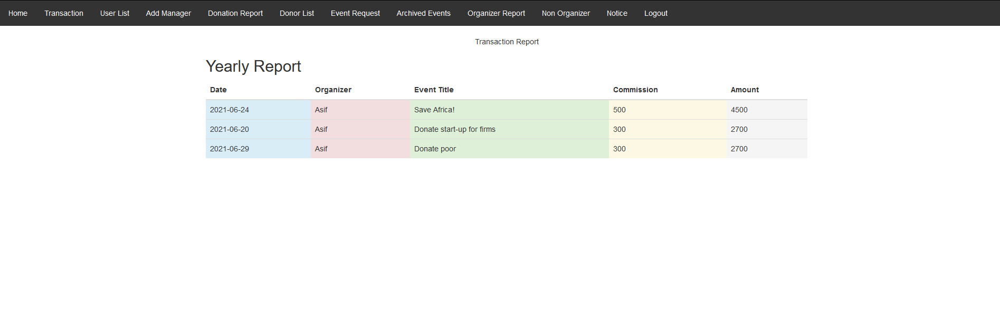 Home Transaction User List Add Manager Donation Report Donor List Event Request Archived Events Organizer Report Non Organizer Notice Logout
Transaction Report
Yearly Report
Date Organizer Event Title Commission Amount
2021-06-24 Asif Save Africa! 500 4500
2021-06-20 Asif Donate start-up for firms 300 2700
2021-06-29 Asif Donate poor 300 2700